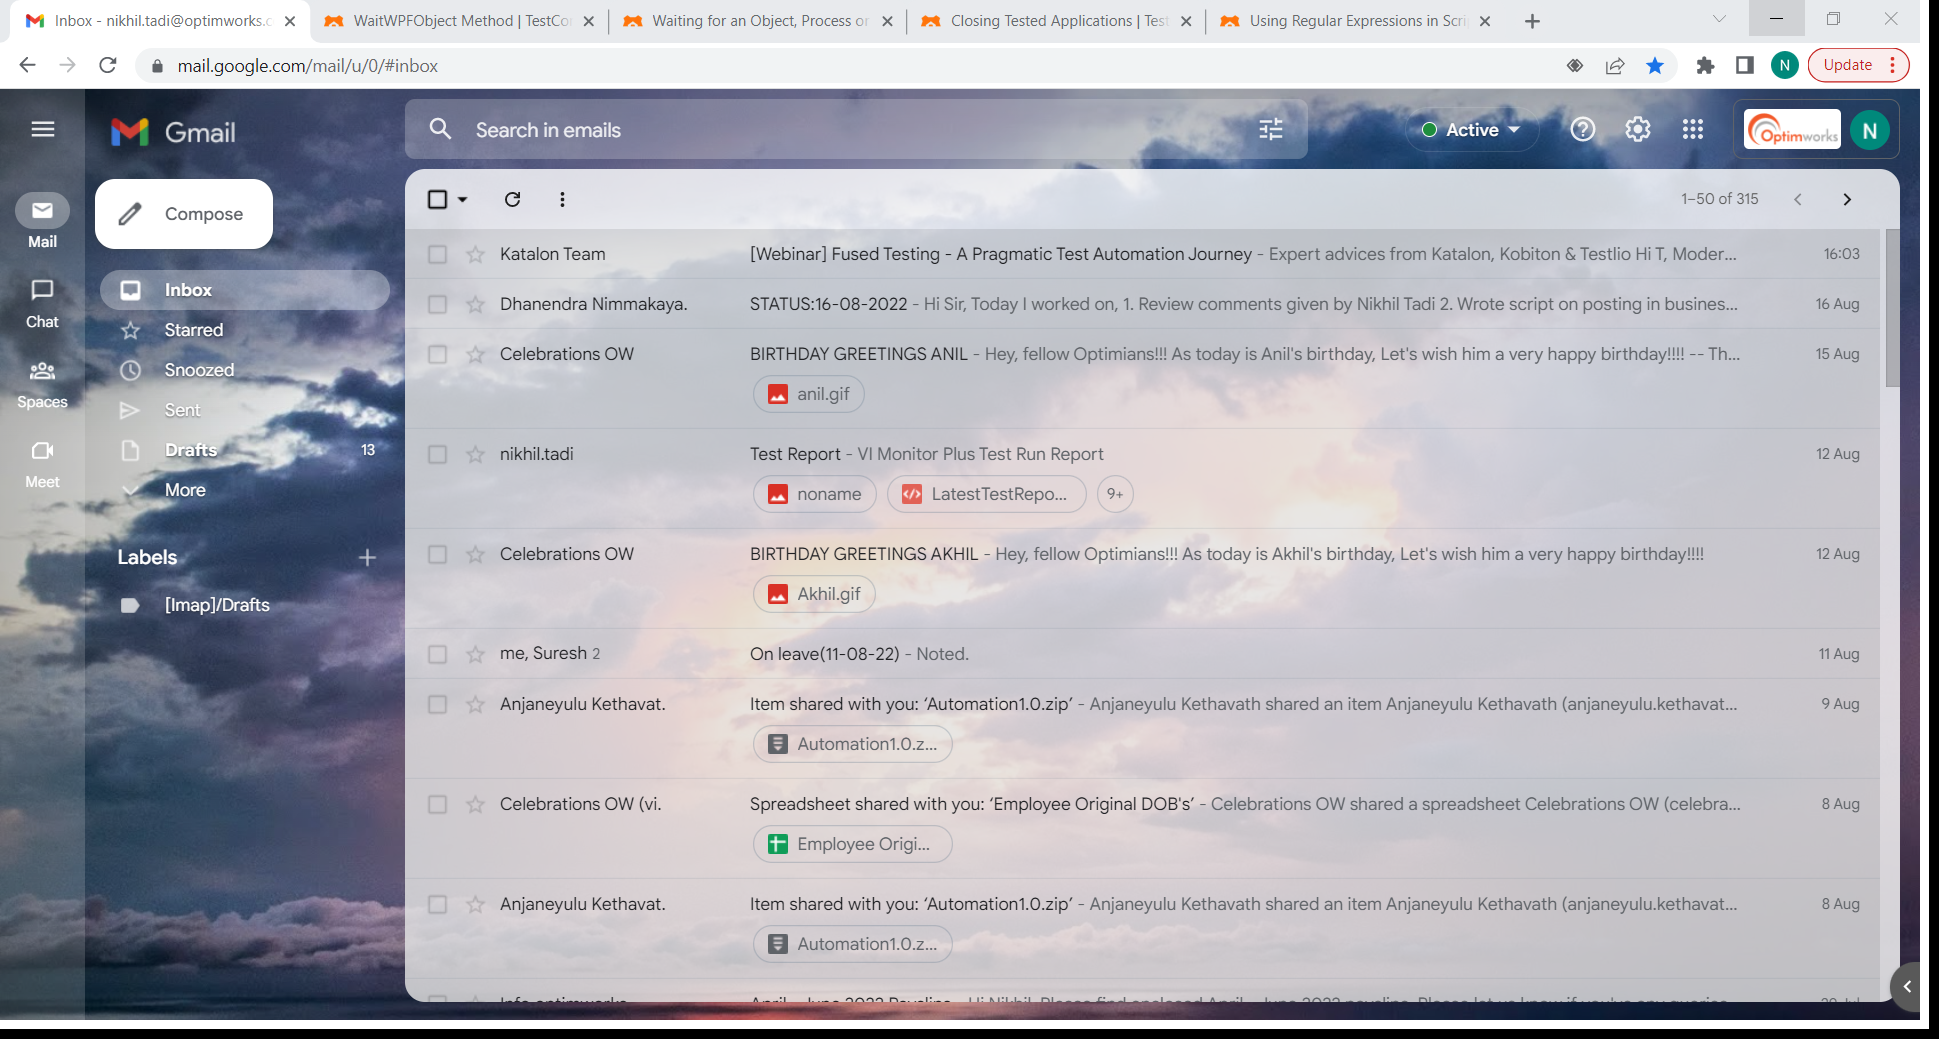 Inbox - nikhil.tadi@optimworks.c
WaitWPFObject Method | TestCo
Waiting for an Object, Process or
Closing Tested Applications | Test
Using Regular Expressions in Scri
mail.google.com/mail/u/0/#inbox
N
Update
Gmail
Search in emails
Active
Optimworks
N
Mail
Chat
Spaces
Meet
Compose
Inbox
Starred
Snoozed
Sent
Drafts 13
More
Labels
[Imap]/Drafts
1–50 of 315
Katalon Team [Webinar] Fused Testing - A Pragmatic Test Automation Journey - Expert advices from Katalon, Kobiton & Testlio Hi T, Moder... 16:03
Dhanendra Nimmakaya. STATUS:16-08-2022 - Hi Sir, Today I worked on, 1. Review comments given by Nikhil Tadi 2. Wrote script on posting in busines... 16 Aug
Celebrations OW BIRTHDAY GREETINGS ANIL - Hey, fellow Optimians!!! As today is Anil's birthday, Let's wish him a very happy birthday!!!! -- Th... 15 Aug
anil.gif
nikhil.tadi Test Report - VI Monitor Plus Test Run Report 12 Aug
noname LatestTestRepo... 9+
Celebrations OW BIRTHDAY GREETINGS AKHIL - Hey, fellow Optimians!!! As today is Akhil's birthday, Let's wish him a very happy birthday!!!! 12 Aug
Akhil.gif
me, Suresh 2 On leave(11-08-22) - Noted. 11 Aug
Anjaneyulu Kethavat. Item shared with you: ‘Automation1.0.zip’ - Anjaneyulu Kethavath shared an item Anjaneyulu Kethavath (anjaneyulu.kethavat... 9 Aug
Automation1.0.z...
Celebrations OW (vi. Spreadsheet shared with you: ‘Employee Original DOB's’ - Celebrations OW shared a spreadsheet Celebrations OW (celebra... 8 Aug
Employee Origi...
Anjaneyulu Kethavat. Item shared with you: ‘Automation1.0.zip’ - Anjaneyulu Kethavath shared an item Anjaneyulu Kethavath (anjaneyulu.kethavat... 8 Aug
Automation1.0.z...